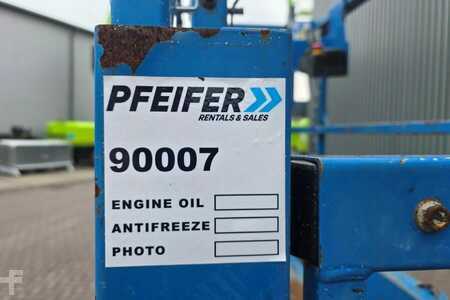 PFEIFER
RENTALS & SALES
90007
ENGINE OIL
ANTIFREEZE
PHOTO